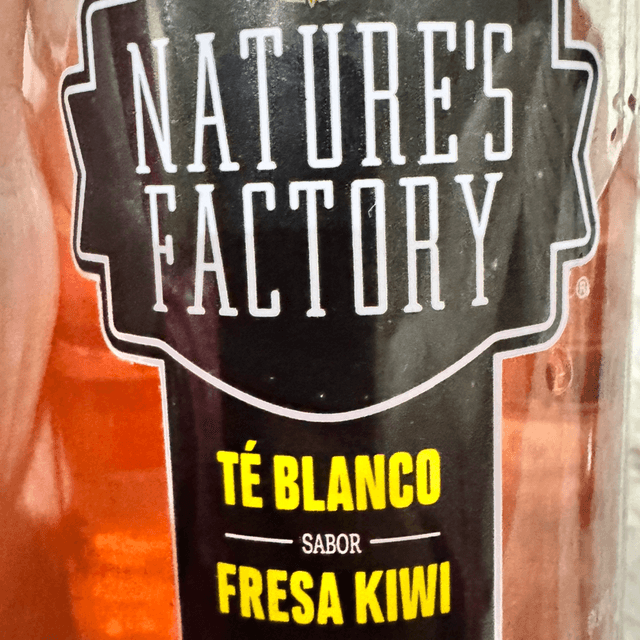 NATURE'S
FACTORY
®
TÉ BLANCO
SABOR
FRESA KIWI